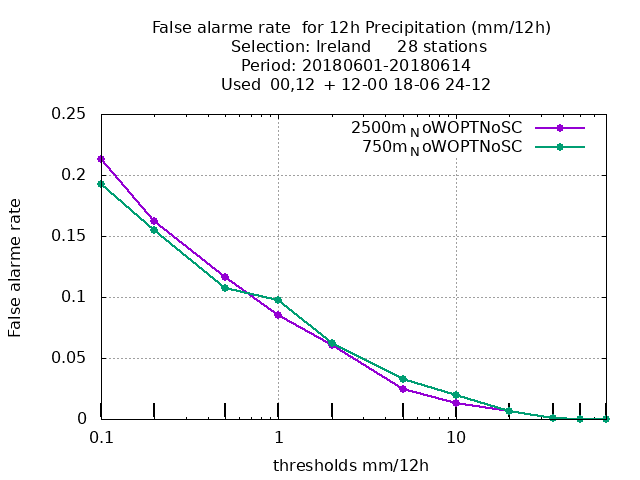 False alarme rate  for 12h Precipitation (mm/12h)
Selection: Ireland     28 stations
Period: 20180601-20180614
Used  00,12  + 12-00 18-06 24-12
0.25
2500m_NoWOPTNoSC
750m_NoWOPTNoSC
0.2
0.15
0.1
0.05
0
False alarme rate
0.1
1
10
thresholds mm/12h